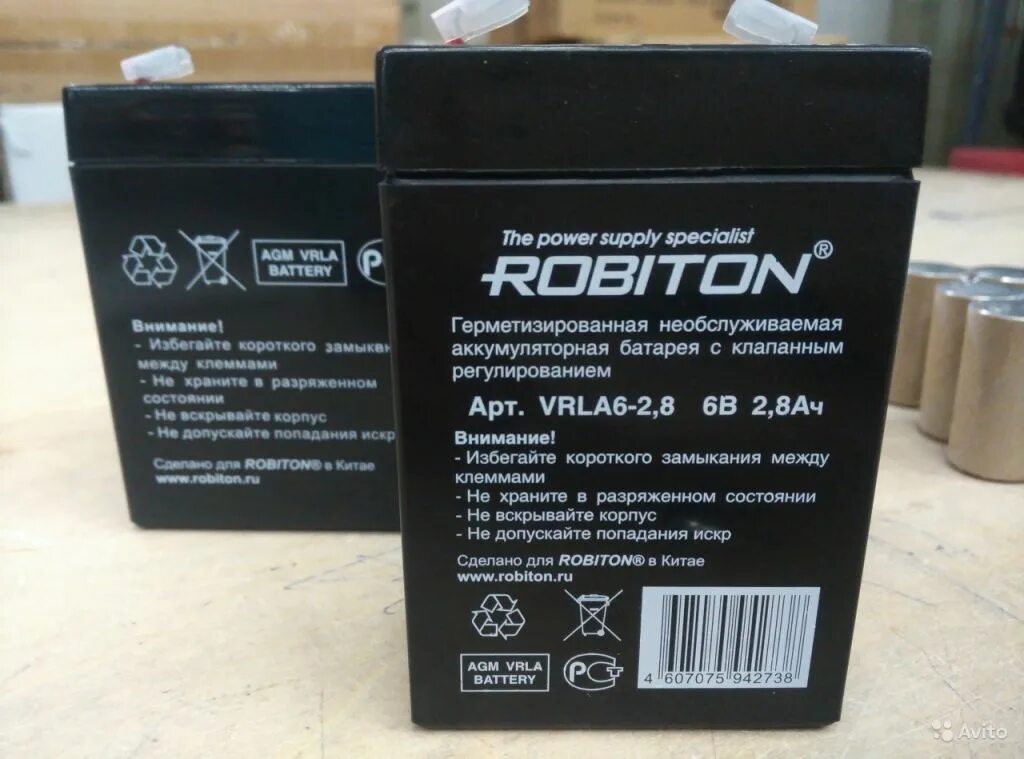 The power supply specialist
ROBITON®
Герметизированная необслуживаемая
аккумуляторная батарея с клапанным
регулированием
Арт. VRLA6-2,8 6В 2,8Ач
Внимание!
- Избегайте короткого замыкания между
клеммами
- Не храните в разряженном состоянии
- Не вскрывайте корпус
- Не допускайте попадания искр
Сделано для ROBITON® в Китае
www.robiton.ru
AGM VRLA
BATTERY
РСТ
4 607075 942738
AGM VRLA
BATTERY
Внимание!
- Избегайте короткого замыкан
между клеммами
- Не храните в разряженном
состоянии
- Не вскрывайте корпус
- Не допускайте попадания искр
Сделано для ROBITON® в Китае
www.robiton.ru
Avito